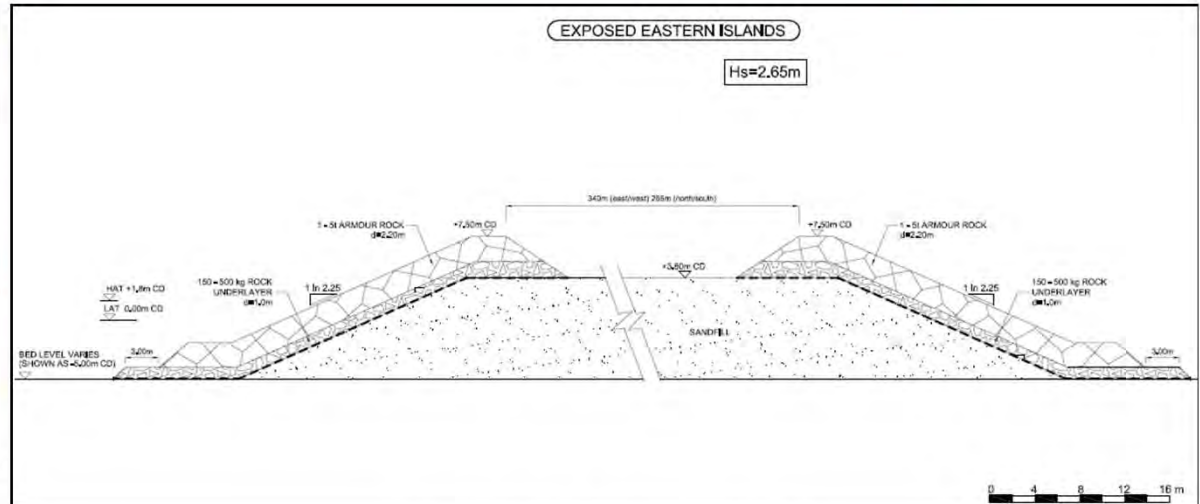 EXPOSED EASTERN ISLANDS
Hs=2.65m
340m (east/west) 265m (north/south)
1 - 5t ARMOUR ROCK
d=2.20m
+7.50m CD
+7.50m CD
1 - 5t ARMOUR ROCK
d=2.20m
+3.80m CD
150 - 500 kg ROCK
UNDERLAYER
d=1.0m
1 in 2.25
1 in 2.25
150 - 500 kg ROCK
UNDERLAYER
d=1.0m
HAT +1.8m CD
LAT 0.00m CD
SANDFILL
BED LEVEL VARIES
(SHOWN AS -5.00m CD)
3.00m
3.00m
0 4 8 12 16 m